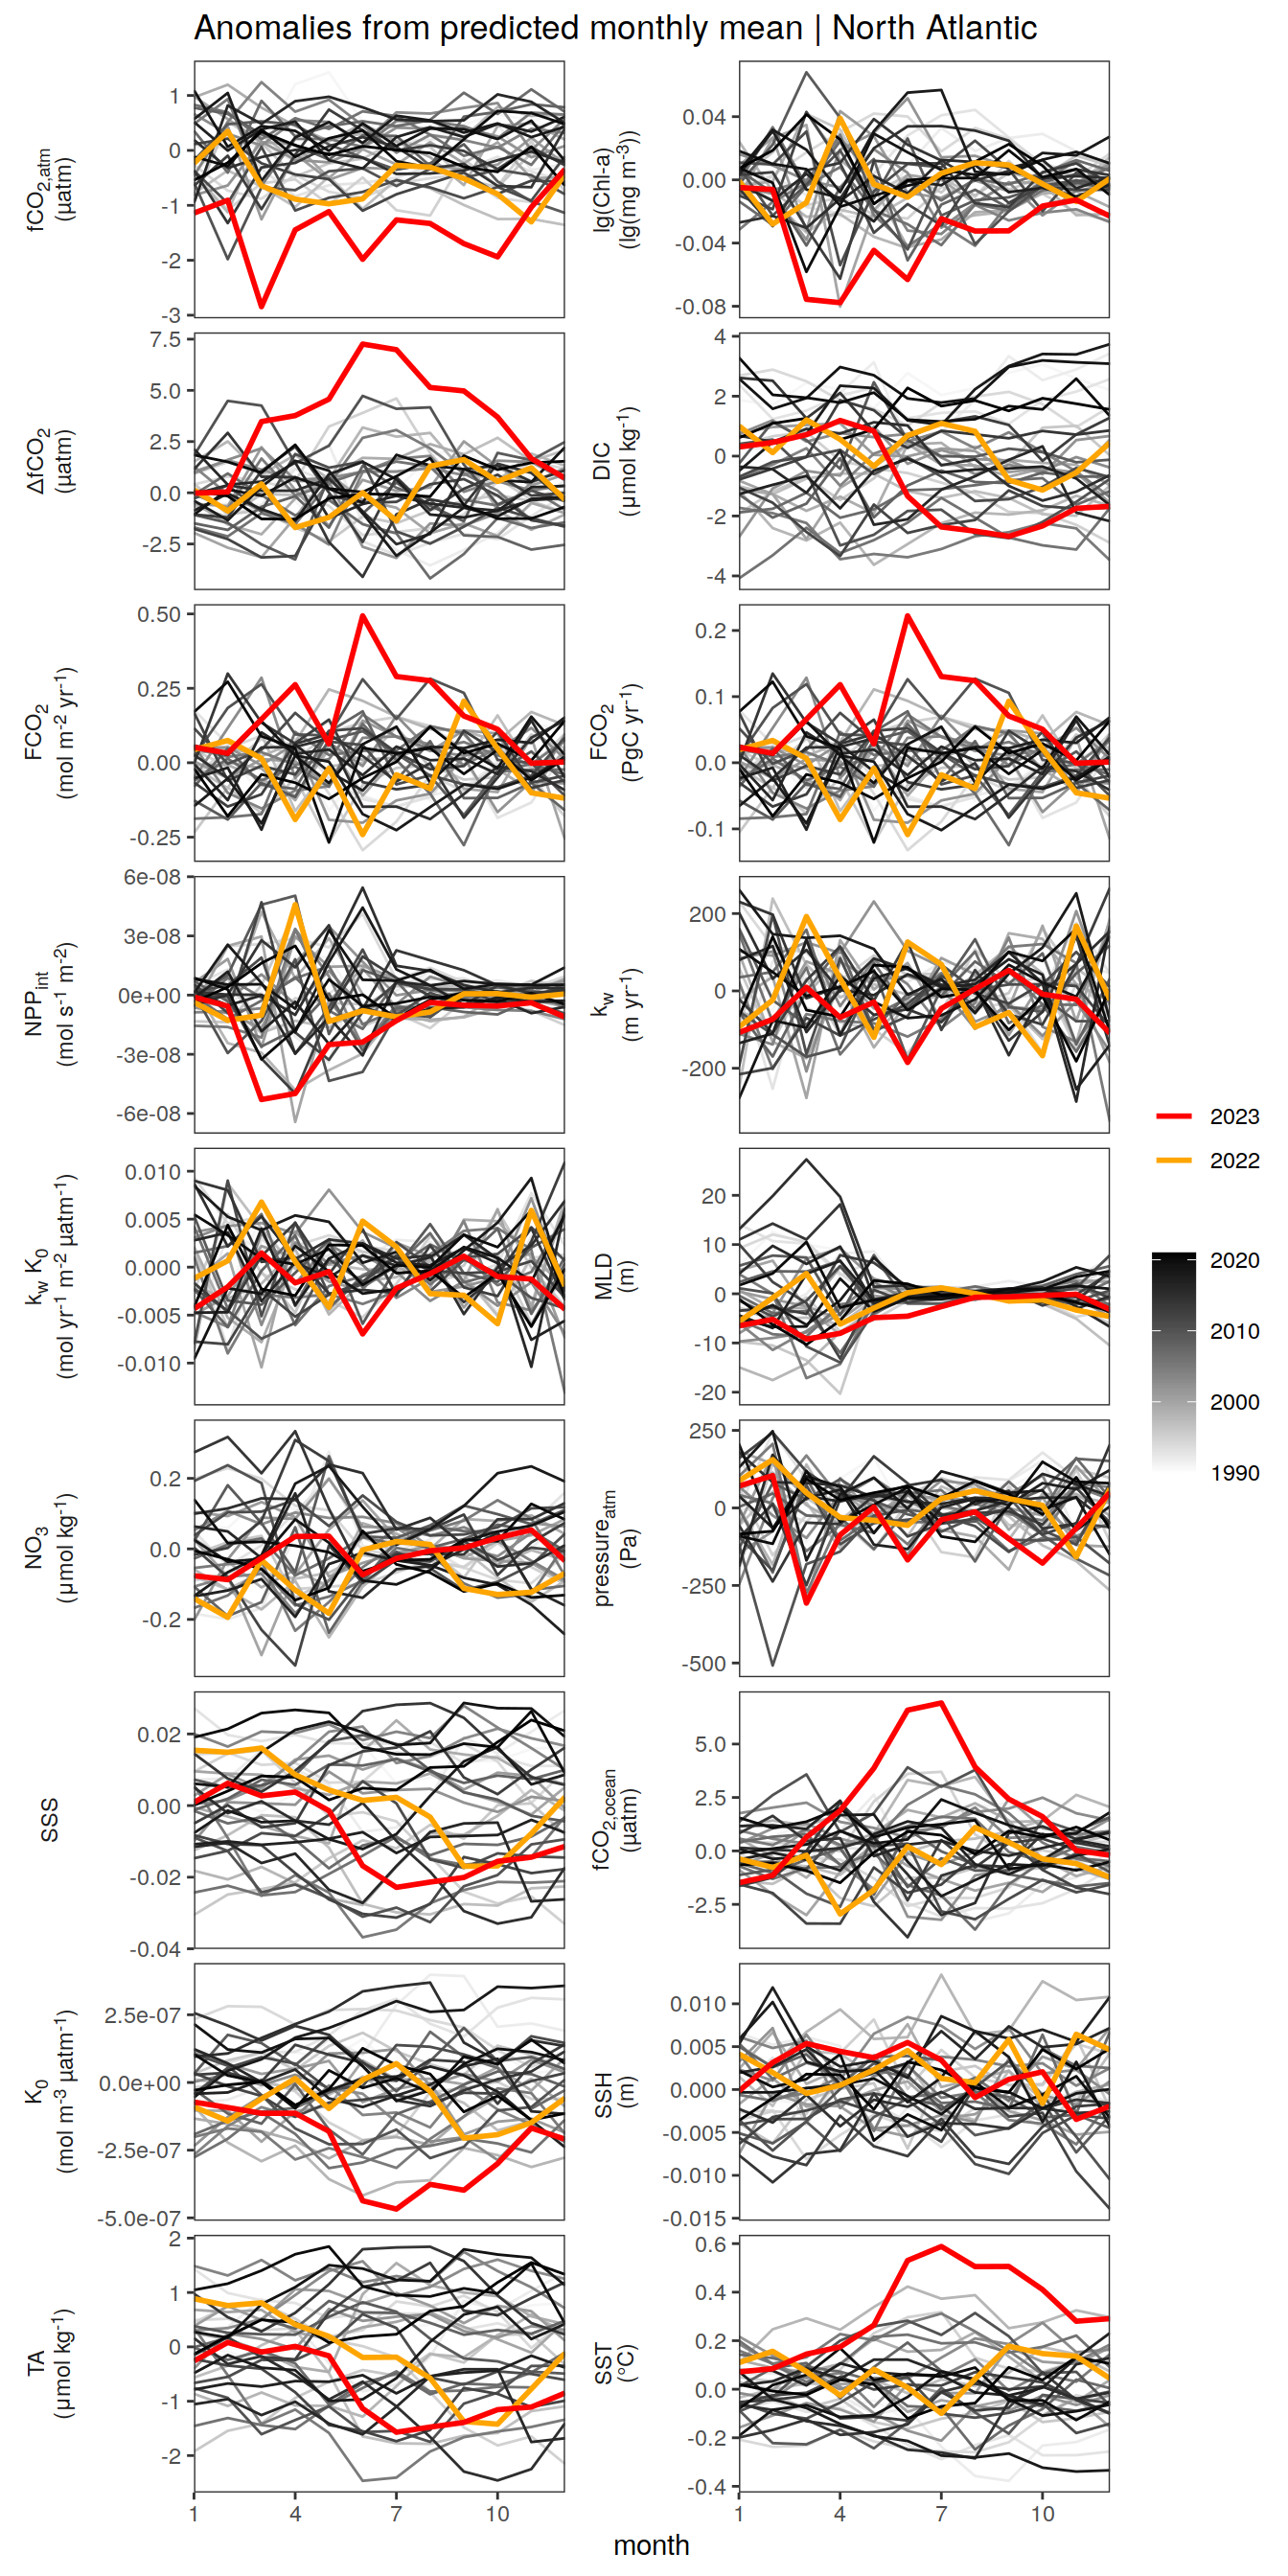 Anomalies from predicted monthly mean | North Atlantic
fCO2,atm
(µatm)
1
0
-1
-2
-3
lg(Chl-a)
(lg(mg m-3))
0.04
0.00
-0.04
-0.08
ΔfCO2
(µatm)
7.5
5.0
2.5
0.0
-2.5
DIC
(µmol kg-1)
4
2
0
-2
-4
FCO2
(mol m-2 yr-1)
0.50
0.25
0.00
-0.25
FCO2
(PgC yr-1)
0.2
0.1
0.0
-0.1
NPPint
(mol s-1 m-2)
6e-08
3e-08
0e+00
-3e-08
-6e-08
kw
(m yr-1)
200
0
-200
kw K0
(mol yr-1 m-2 µatm-1)
0.010
0.005
0.000
-0.005
-0.010
MLD
(m)
20
10
0
-10
-20
NO3
(µmol kg-1)
0.2
0.0
-0.2
pressureatm
(Pa)
250
0
-250
-500
SSS
0.02
0.00
-0.02
-0.04
fCO2,ocean
(µatm)
5.0
2.5
0.0
-2.5
K0
(mol m-3 µatm-1)
2.5e-07
0.0e+00
-2.5e-07
-5.0e-07
SSH
(m)
0.010
0.005
0.000
-0.005
-0.010
-0.015
TA
(µmol kg-1)
2
1
0
-1
-2
SST
(°C)
0.6
0.4
0.2
0.0
-0.2
-0.4
1 4 7 10
1 4 7 10
month
2023
2022
2020
2010
2000
1990